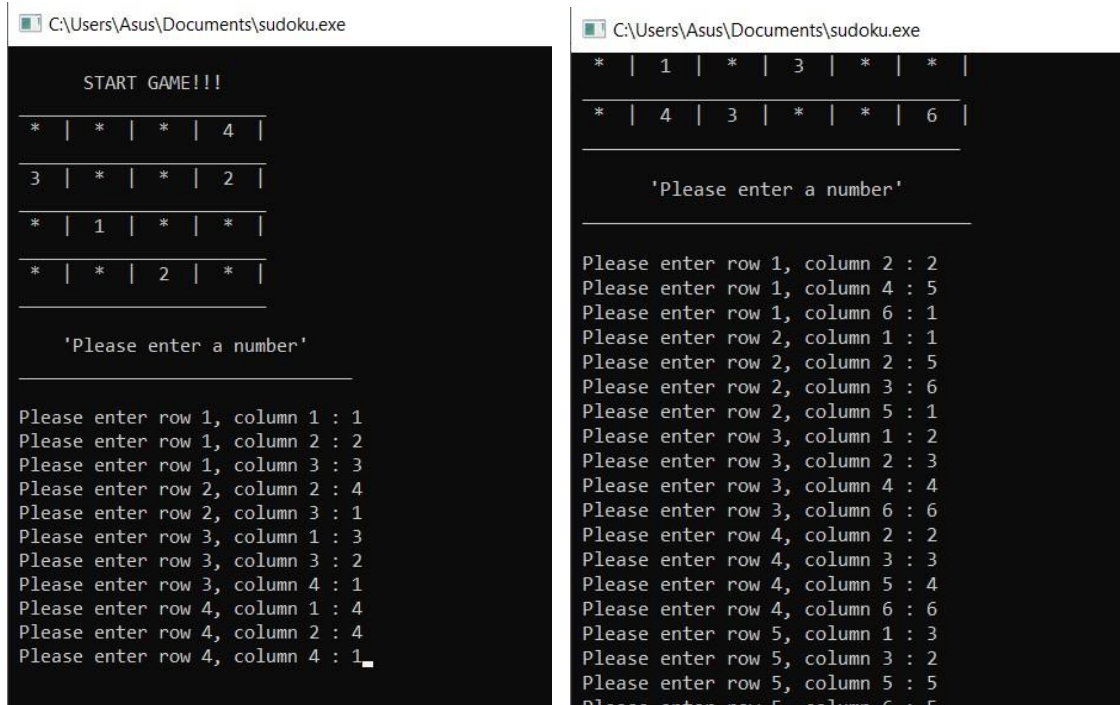 C:\Users\Asus\Documents\sudoku.exe
START GAME!!!
* | * | * | 4 |
3 | * | * | 2 |
* | 1 | * | * |
* | * | 2 | * |
'Please enter a number'
Please enter row 1, column 1 : 1
Please enter row 1, column 2 : 2
Please enter row 1, column 3 : 3
Please enter row 2, column 2 : 4
Please enter row 2, column 3 : 1
Please enter row 3, column 1 : 3
Please enter row 3, column 3 : 2
Please enter row 3, column 4 : 1
Please enter row 4, column 1 : 4
Please enter row 4, column 2 : 4
Please enter row 4, column 4 : 1
C:\Users\Asus\Documents\sudoku.exe
* | 1 | * | 3 | * | * |
* | 4 | 3 | * | * | 6 |
'Please enter a number'
Please enter row 1, column 2 : 2
Please enter row 1, column 4 : 5
Please enter row 1, column 6 : 1
Please enter row 2, column 1 : 1
Please enter row 2, column 2 : 5
Please enter row 2, column 3 : 6
Please enter row 2, column 5 : 1
Please enter row 3, column 1 : 2
Please enter row 3, column 2 : 3
Please enter row 3, column 4 : 4
Please enter row 3, column 6 : 6
Please enter row 4, column 2 : 2
Please enter row 4, column 3 : 3
Please enter row 4, column 5 : 4
Please enter row 4, column 6 : 6
Please enter row 5, column 1 : 3
Please enter row 5, column 3 : 2
Please enter row 5, column 5 : 5
Please enter row 5, column 6 : 5